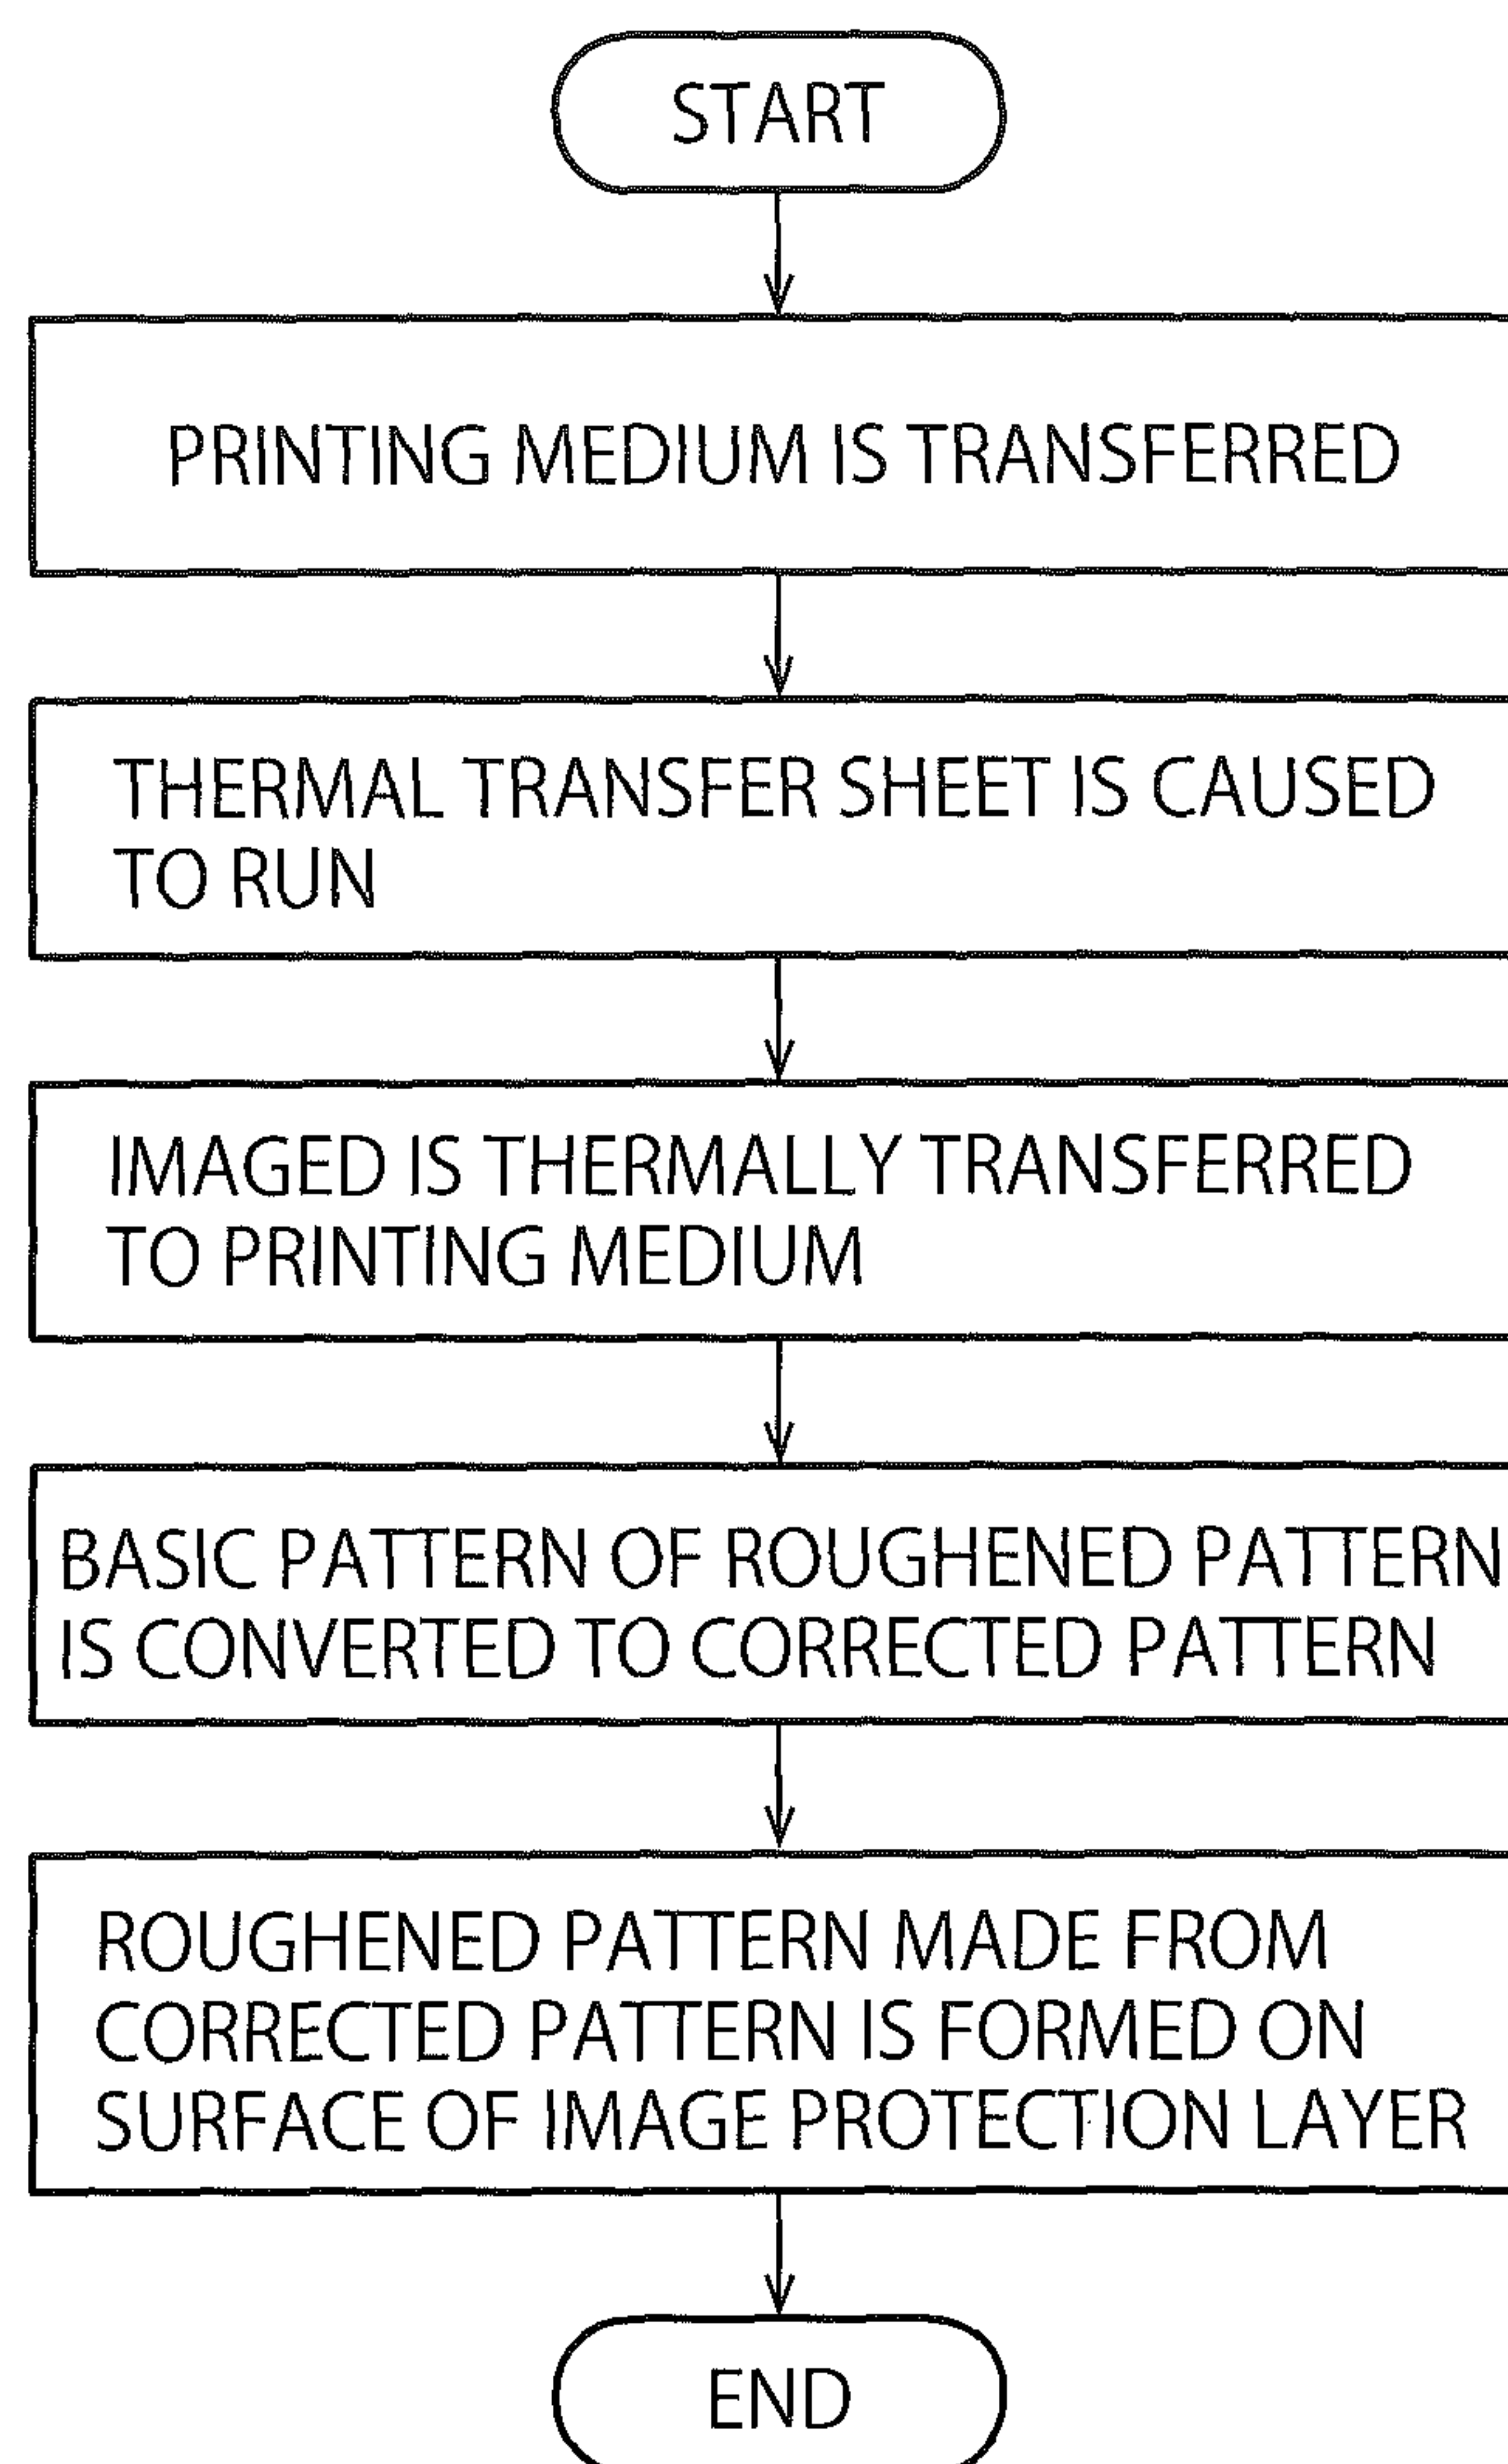 START
PRINTING MEDIUM IS TRANSFERRED
THERMAL TRANSFER SHEET IS CAUSED
TO RUN
IMAGED IS THERMALLY TRANSFERRED
TO PRINTING MEDIUM
BASIC PATTERN OF ROUGHENED PATTERN
IS CONVERTED TO CORRECTED PATTERN
ROUGHENED PATTERN MADE FROM
CORRECTED PATTERN IS FORMED ON
SURFACE OF IMAGE PROTECTION LAYER
END